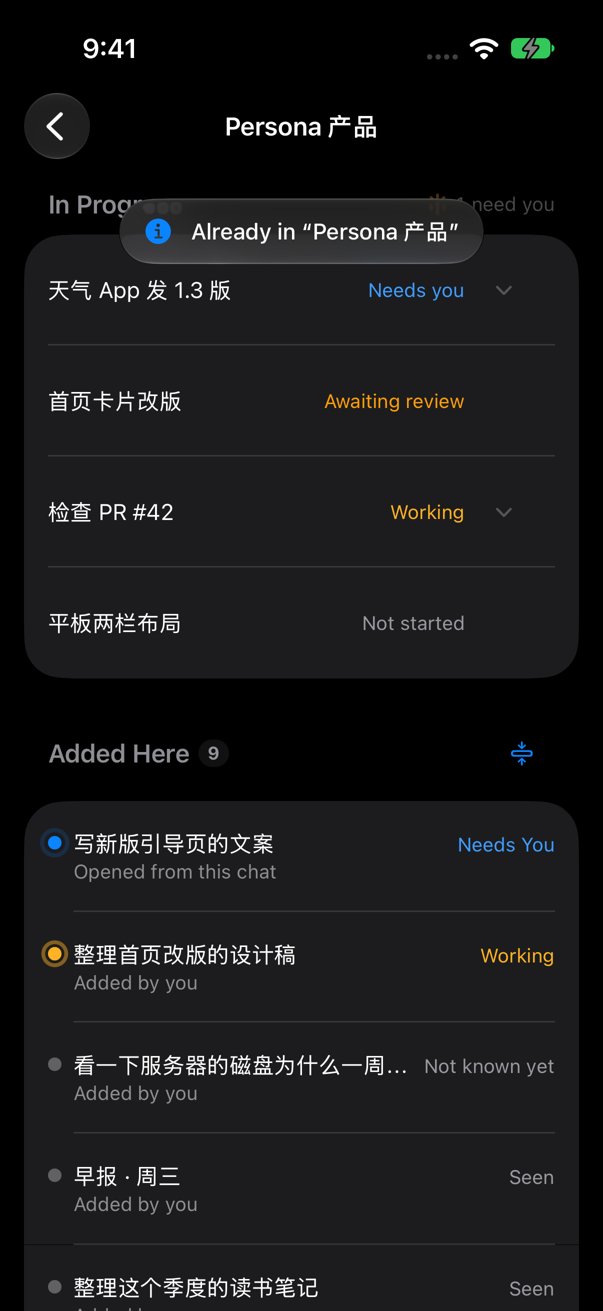 9:41
Persona 产品
In Progr
need you
Already in “Persona 产品”
天气 App 发 1.3 版
Needs you
首页卡片改版
Awaiting review
检查 PR #42
Working
平板两栏布局
Not started
Added Here 9
写新版引导页的文案
Needs You
Opened from this chat
整理首页改版的设计稿
Working
Added by you
看一下服务器的磁盘为什么一周…
Not known yet
Added by you
早报 · 周三
Seen
Added by you
整理这个季度的读书笔记
Seen